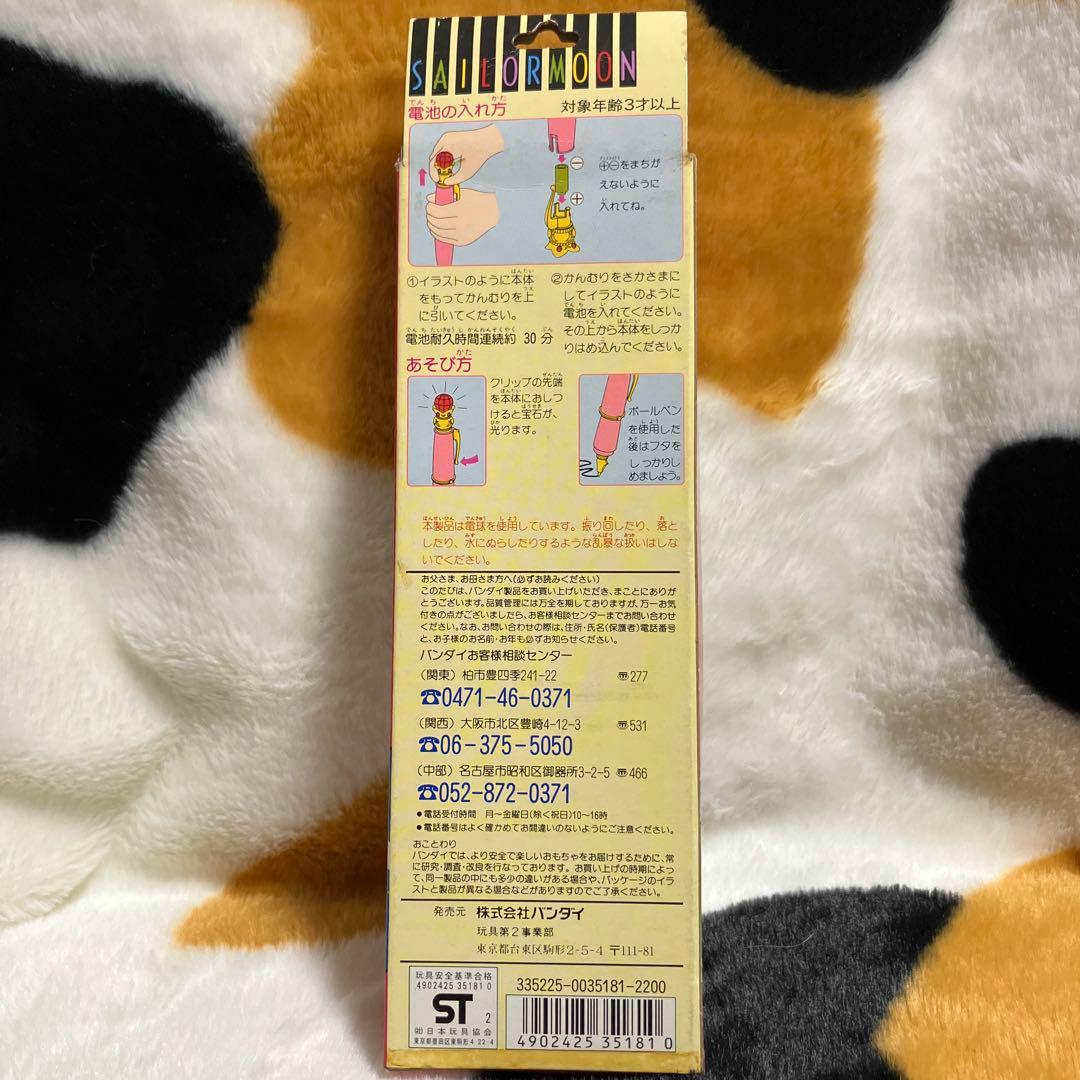 SAILORMOON
電池の入れ方
対象年齢3才以上
⊖
⊕
⊕⊖をまちが
えないように
入れてね。
①イラストのように本体
をもってかんむりを上
に引いてください。
電池耐久時間連続約 30 分
②かんむりをさかさまに
してイラストのように
電池を入れてください。
その上から本体をしっか
りはめ込んでください。
あそび方
クリップの先端
を本体におしつ
けると宝石が、
光ります。
ボールペン
を使用した
後はフタを
しっかりし
めましょう。
本製品は電球を使用しています。振り回したり、落と
したり、水にぬらしたりするような乱暴な扱いはしな
いでください。
お父さま、お母さま方へ(必ずお読みください)
このたびは、バンダイ製品をお買い上げいただき、まことにありが
とうございます。品質管理には万全を期しておりますが、万一お気
付きの点がございましたら、お客様相談センターまでお問い合わせ
ください。なお、お問い合わせの際は、住所・氏名(保護者)電話番号
と、お子様のお名前・お年も必ずお知らせください。
バンダイお客様相談センター
(関東) 柏市豊四季241-22 〠277
☎0471-46-0371
(関西) 大阪市北区豊崎4-12-3 〠531
☎06-375-5050
(中部) 名古屋市昭和区御器所3-2-5 〠466
☎052-872-0371
●電話受付時間 月〜金曜日(除く祝日)10〜16時
●電話番号はよく確かめてお間違いのないようにご注意ください。
おことわり
バンダイでは、より安全で楽しいおもちゃをお届けするために、常
に研究・調査・改良を行なっております。お買い上げの時期によっ
て、同一製品の中にも多少の違いがある場合や、パッケージのイラ
ストと製品が異なる場合などがありますのでご了承ください。
発売元 株式会社バンダイ
玩具第2事業部
東京都台東区駒形2-5-4 〒111-81
玩具安全基準合格
4902425 35181 0
ST 2
㈶日本玩具協会
東京都墨田区東駒形4-22-4
335225-0035181-2200
4902425 351810